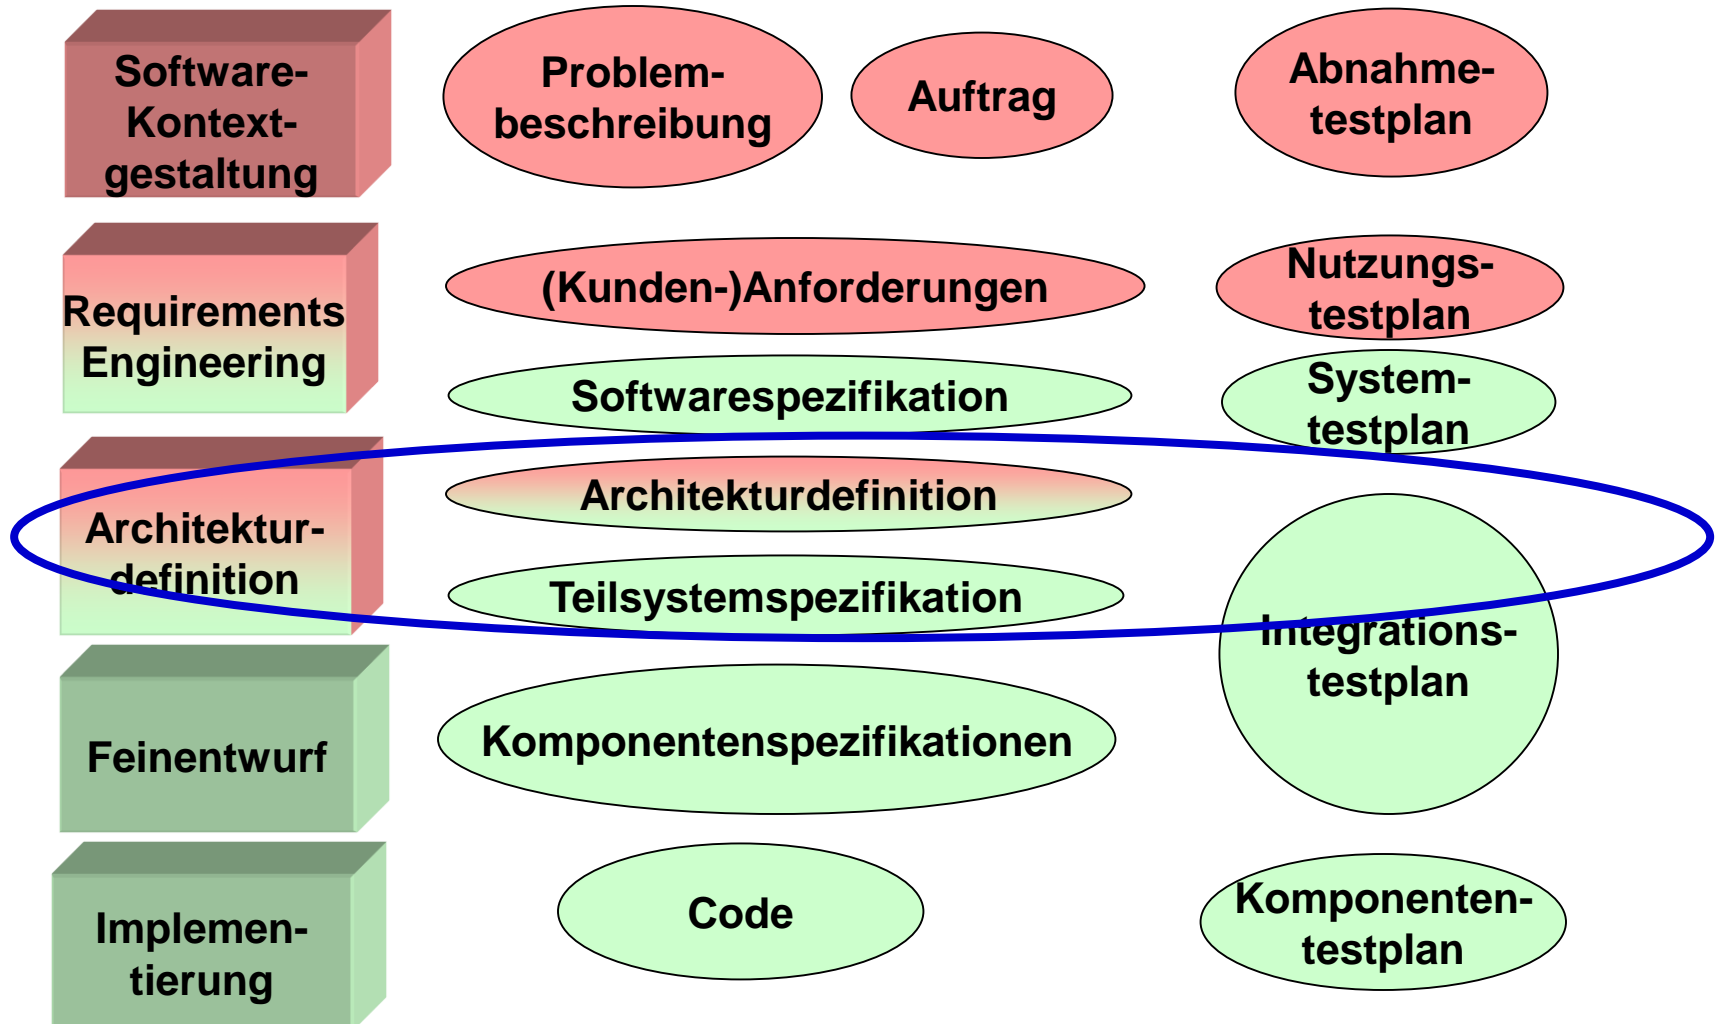 Software-
Kontext-
gestaltung
Problem-
beschreibung
Auftrag
Abnahme-
testplan
Requirements
Engineering
(Kunden-)Anforderungen
Nutzungs-
testplan
Softwarespezifikation
System-
testplan
Architektur-
definition
Architekturdefinition
Teilsystemspezifikation
Integrations-
testplan
Feinentwurf
Komponentenspezifikationen
Implemen-
tierung
Code
Komponenten-
testplan